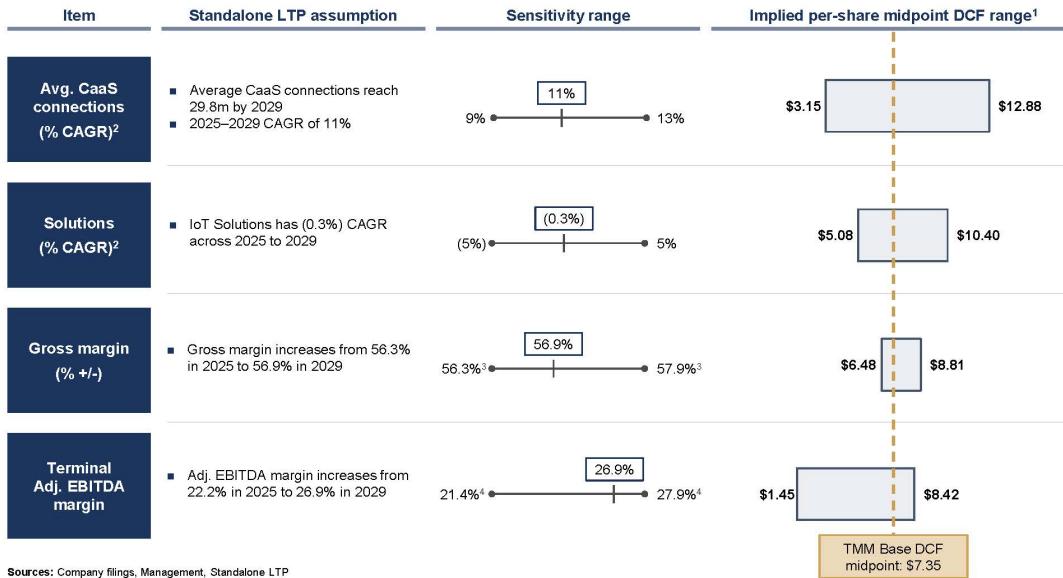 Item
Standalone LTP assumption
Sensitivity range
Implied per-share midpoint DCF range¹
Avg. CaaS
connections
(% CAGR)²
■ Average CaaS connections reach
29.8m by 2029
■ 2025–2029 CAGR of 11%
11%
9%
13%
$3.15
$12.88
Solutions
(% CAGR)²
■ IoT Solutions has (0.3%) CAGR
across 2025 to 2029
(0.3%)
(5%)
5%
$5.08
$10.40
Gross margin
(% +/-)
■ Gross margin increases from 56.3%
in 2025 to 56.9% in 2029
56.9%
56.3%³
57.9%³
$6.48
$8.81
Terminal
Adj. EBITDA
margin
■ Adj. EBITDA margin increases from
22.2% in 2025 to 26.9% in 2029
26.9%
21.4%⁴
27.9%⁴
$1.45
$8.42
TMM Base DCF
midpoint: $7.35
Sources: Company filings, Management, Standalone LTP